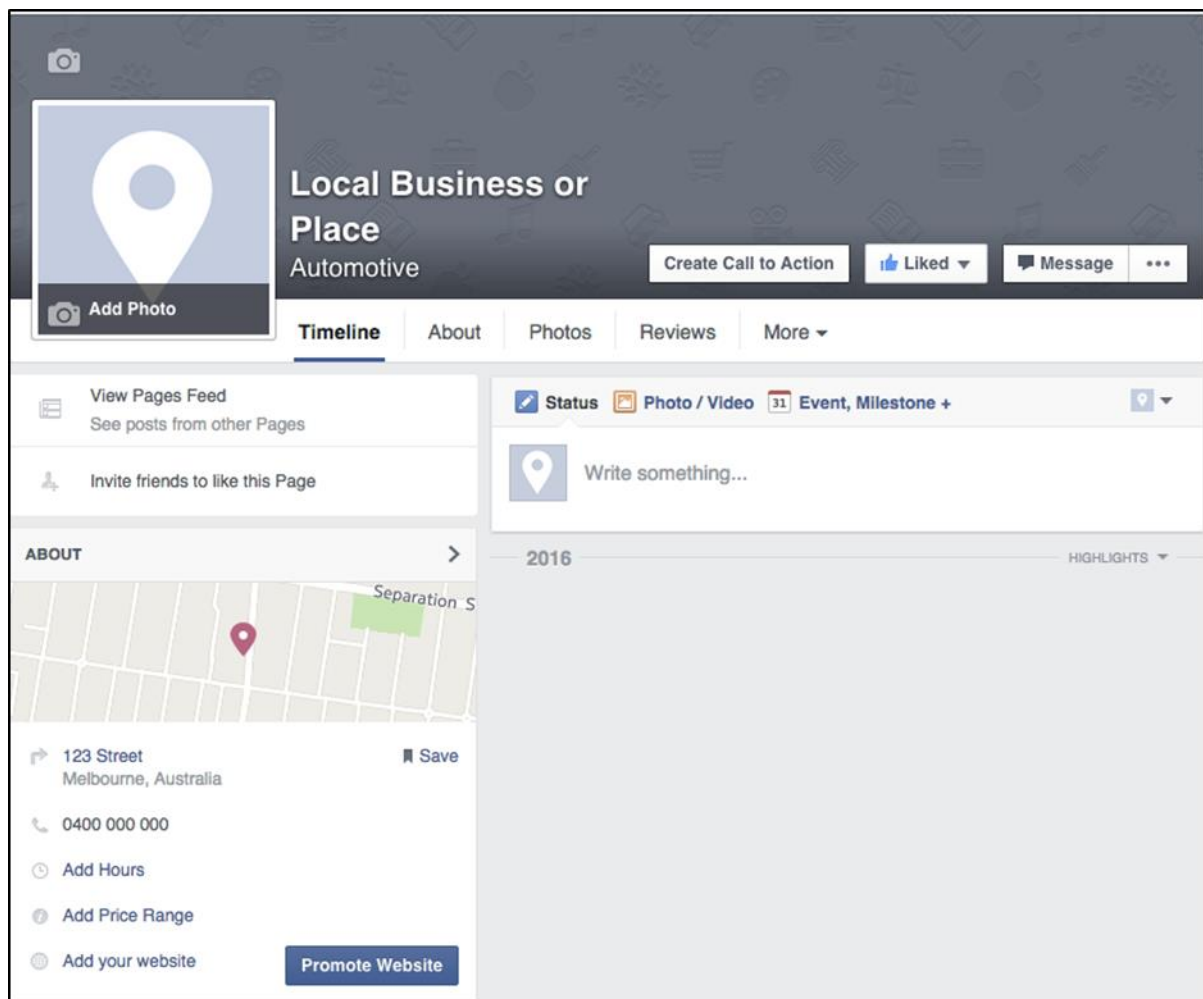 Local Business or
Place
Automotive
Create Call to Action
Liked
Message
Add Photo
Timeline
About
Photos
Reviews
More
View Pages Feed
See posts from other Pages
Invite friends to like this Page
Status
Photo / Video
31
Event, Milestone +
Write something...
ABOUT
2016
HIGHLIGHTS
Separation S
123 Street
Save
Melbourne, Australia
0400 000 000
Add Hours
Add Price Range
Add your website
Promote Website